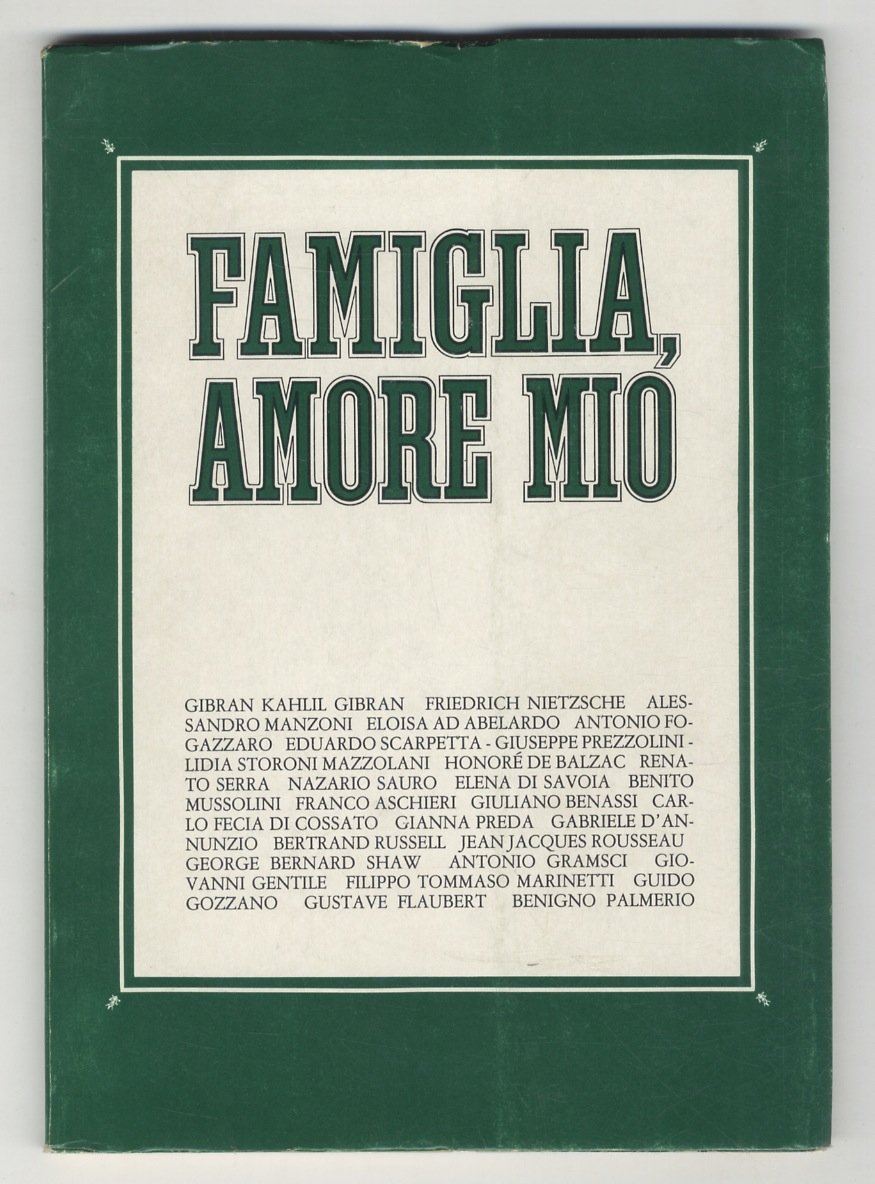 FAMIGLIA,
AMORE MIO
GIBRAN KAHLIL GIBRAN FRIEDRICH NIETZSCHE ALES-
SANDRO MANZONI ELOISA AD ABELARDO ANTONIO FO-
GAZZARO EDUARDO SCARPETTA - GIUSEPPE PREZZOLINI -
LIDIA STORONI MAZZOLANI HONORÉ DE BALZAC RENA-
TO SERRA NAZARIO SAURO ELENA DI SAVOIA BENITO
MUSSOLINI FRANCO ASCHIERI GIULIANO BENASSI CAR-
LO FECIA DI COSSATO GIANNA PREDA GABRIELE D'AN-
NUNZIO BERTRAND RUSSELL JEAN JACQUES ROUSSEAU
GEORGE BERNARD SHAW ANTONIO GRAMSCI GIO-
VANNI GENTILE FILIPPO TOMMASO MARINETTI GUIDO
GOZZANO GUSTAVE FLAUBERT BENIGNO PALMERIO